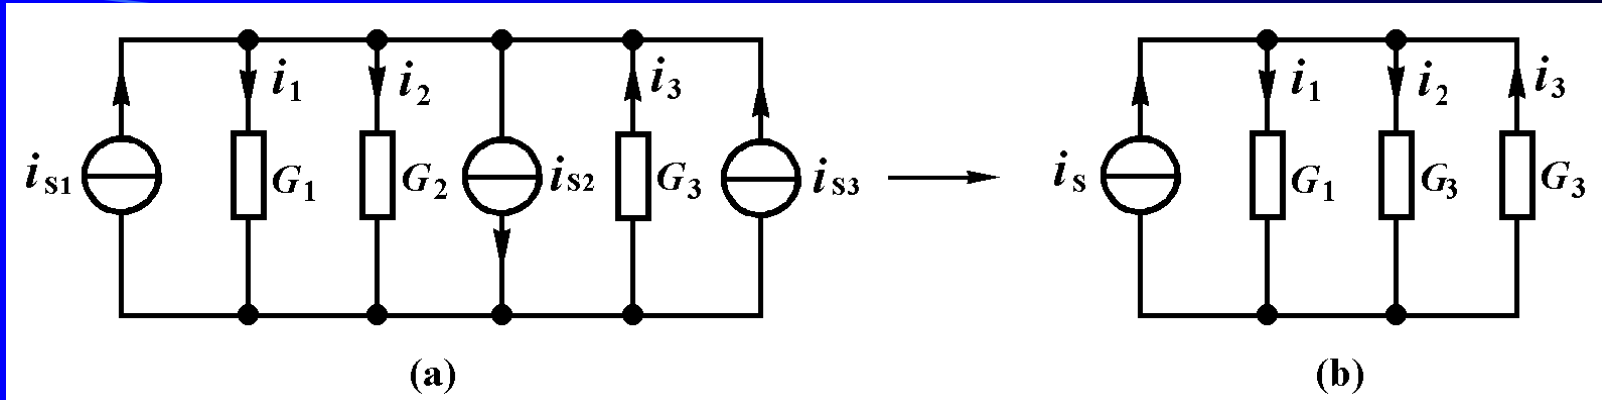 i1 i2 i3 i1 i2 i3
iS1 G1 G2 iS2 G3 iS3 iS G1 G3 G3
(a) (b)